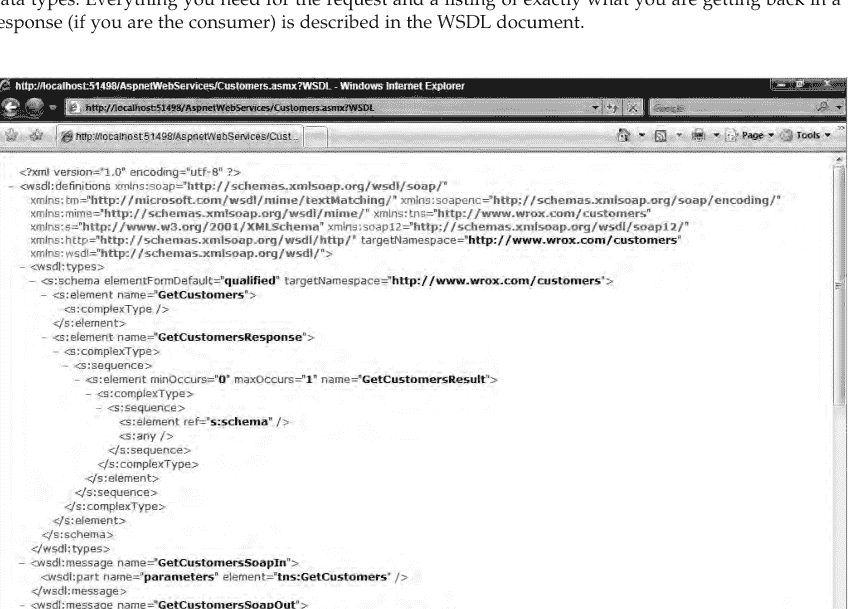 data types. Everything you need for the request and a listing of exactly what you are getting back in a
response (if you are the consumer) is described in the WSDL document.
http://localhost:51498/AspnetWebServices/Customers.asmx?WSDL - Windows Internet Explorer
http://localhost:51498/AspnetWebServices/Customers.asmx?WSDL
Google
http://localhost:51498/AspnetWebServices/Cust...
Page
Tools
<?xml version="1.0" encoding="utf-8" ?>
- <wsdl:definitions xmlns:soap="http://schemas.xmlsoap.org/wsdl/soap/"
xmlns:tm="http://microsoft.com/wsdl/mime/textMatching/" xmlns:soapenc="http://schemas.xmlsoap.org/soap/encoding/"
xmlns:mime="http://schemas.xmlsoap.org/wsdl/mime/" xmlns:tns="http://www.wrox.com/customers"
xmlns:s="http://www.w3.org/2001/XMLSchema" xmlns:soap12="http://schemas.xmlsoap.org/wsdl/soap12/"
xmlns:http="http://schemas.xmlsoap.org/wsdl/http/" targetNamespace="http://www.wrox.com/customers"
xmlns:wsdl="http://schemas.xmlsoap.org/wsdl/">
- <wsdl:types>
- <s:schema elementFormDefault="qualified" targetNamespace="http://www.wrox.com/customers">
- <s:element name="GetCustomers">
<s:complexType />
</s:element>
- <s:element name="GetCustomersResponse">
- <s:complexType>
- <s:sequence>
- <s:element minOccurs="0" maxOccurs="1" name="GetCustomersResult">
- <s:complexType>
- <s:sequence>
<s:element ref="s:schema" />
<s:any />
</s:sequence>
</s:complexType>
</s:element>
</s:sequence>
</s:complexType>
</s:element>
</s:schema>
</wsdl:types>
- <wsdl:message name="GetCustomersSoapIn">
<wsdl:part name="parameters" element="tns:GetCustomers" />
</wsdl:message>
- <wsdl:message name="GetCustomersSoapOut">